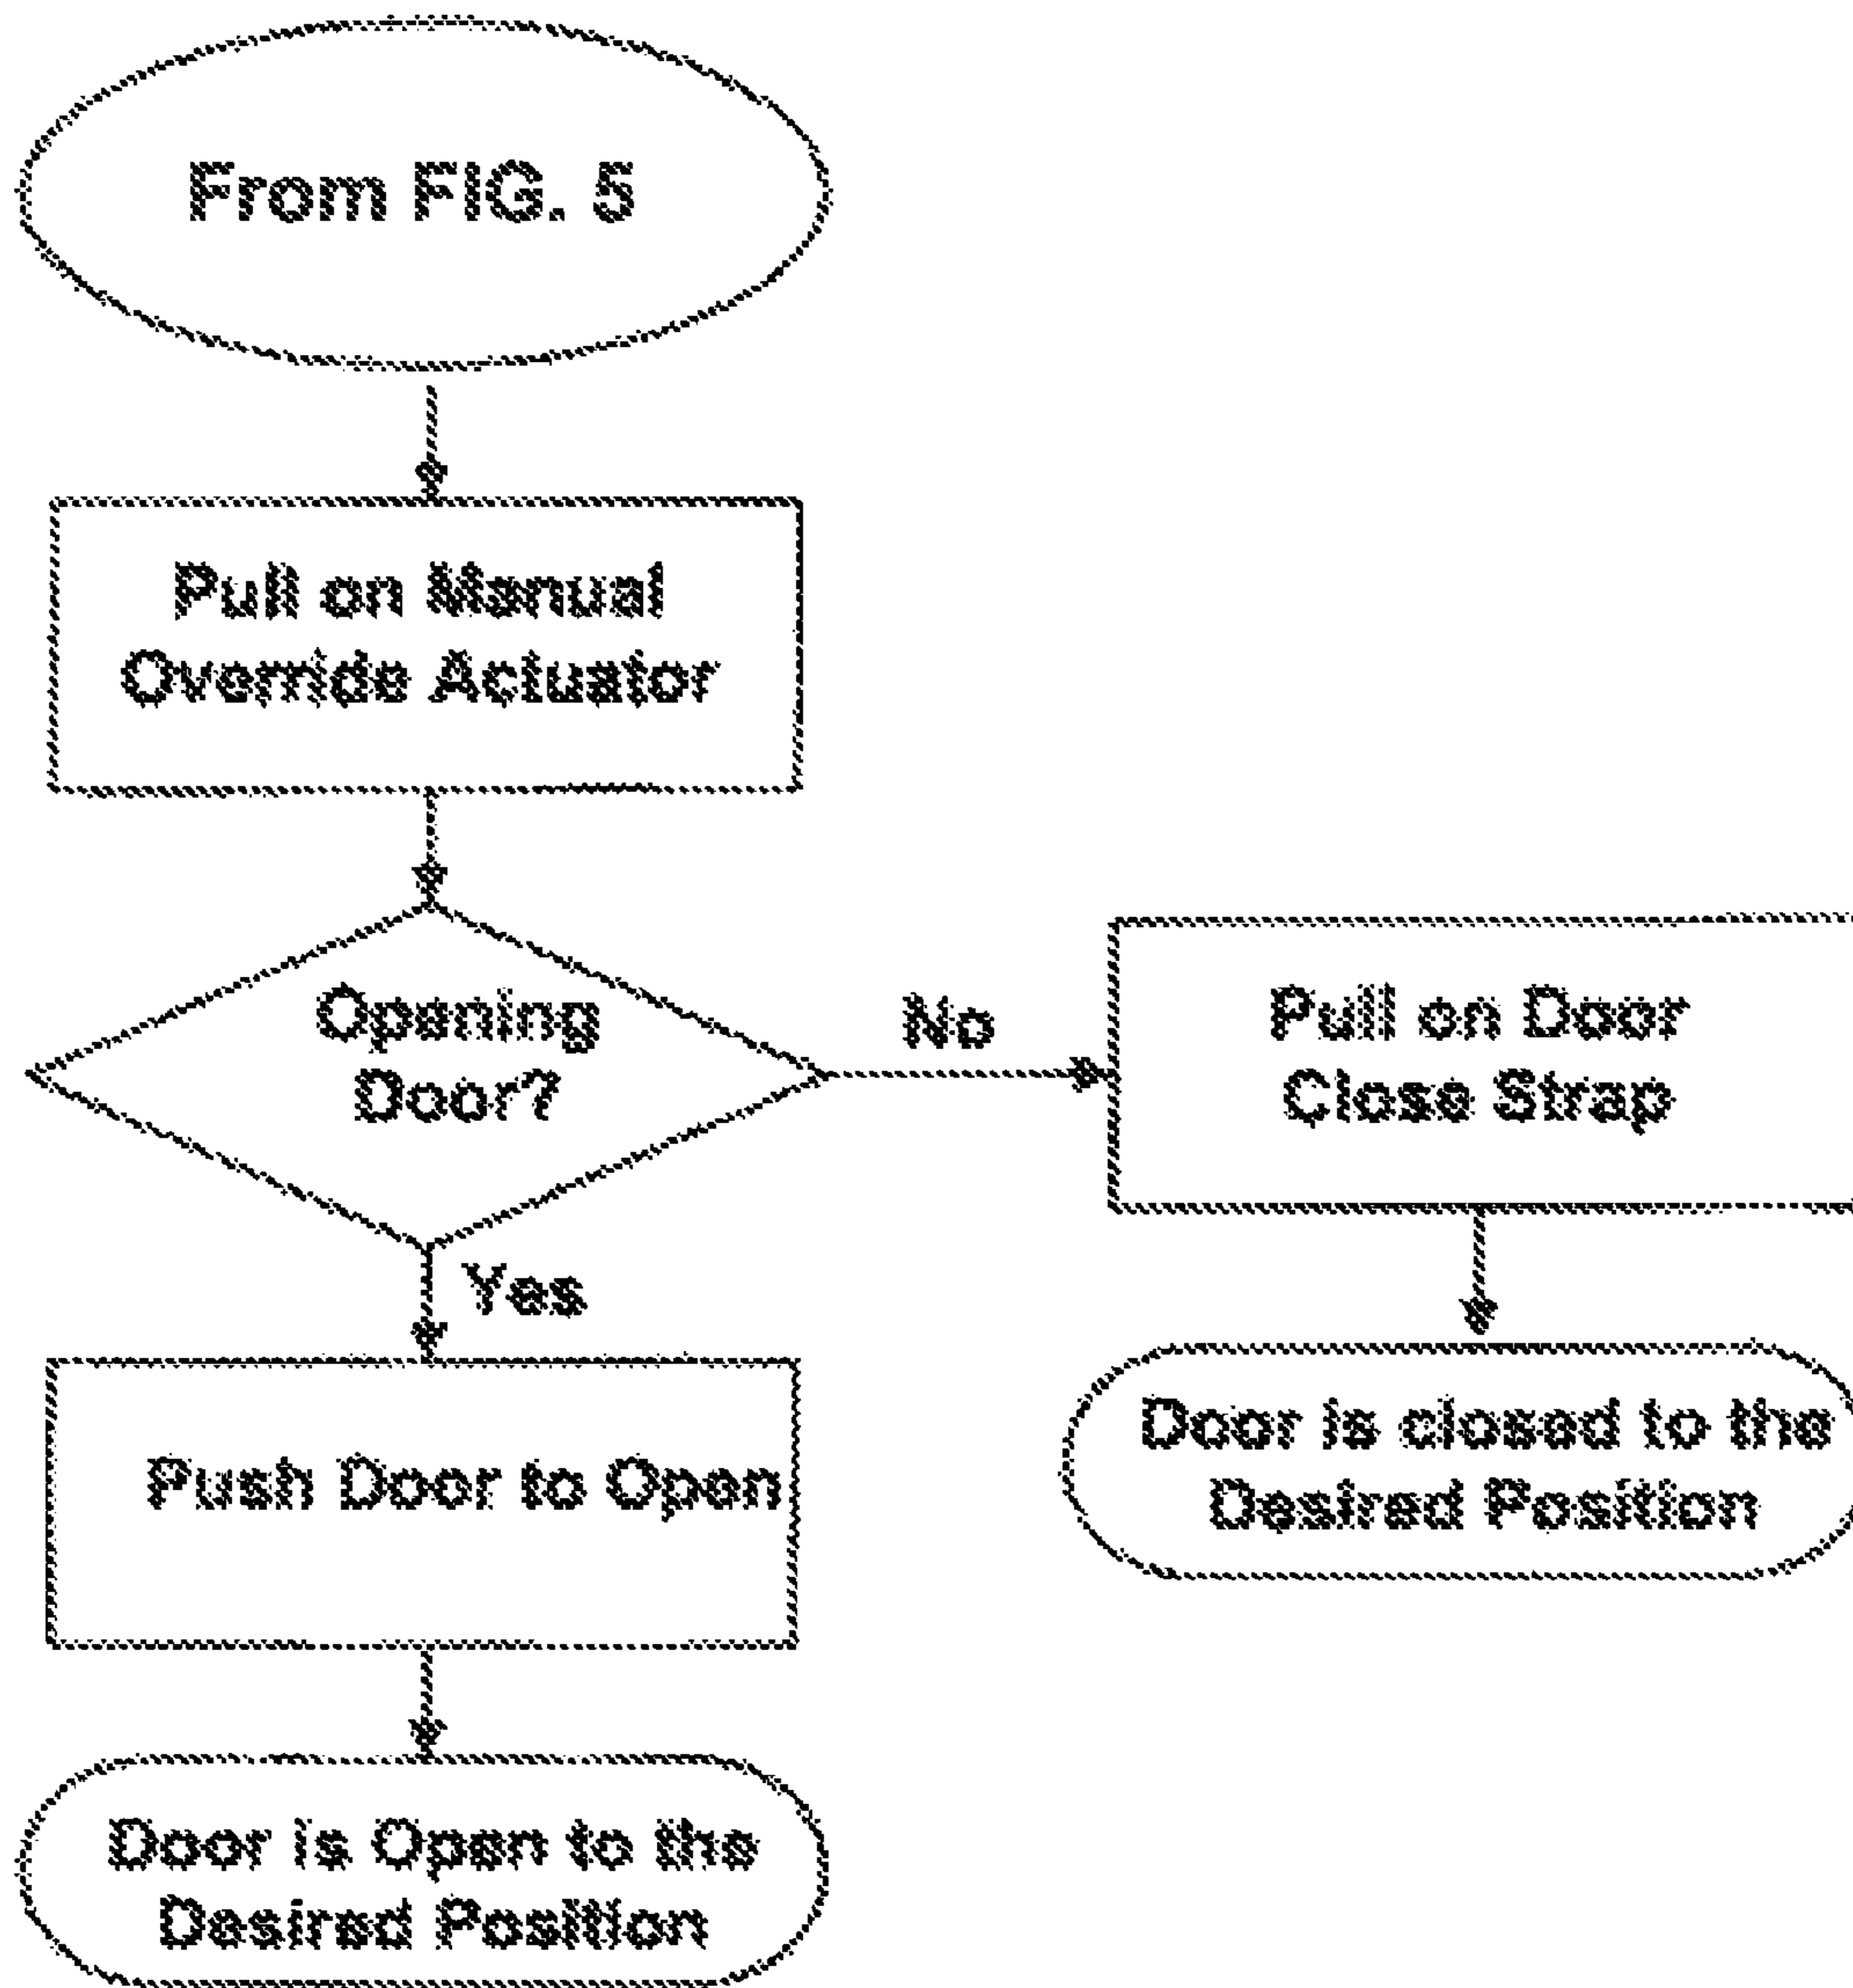 From FIG. 5
Pull on Manual
Override Actuator
Opening
Door?
No
Pull on Door
Close Strap
Yes
Push Door to Open
Door is closed to the
Desired Position
Door is Open to the
Desired Position